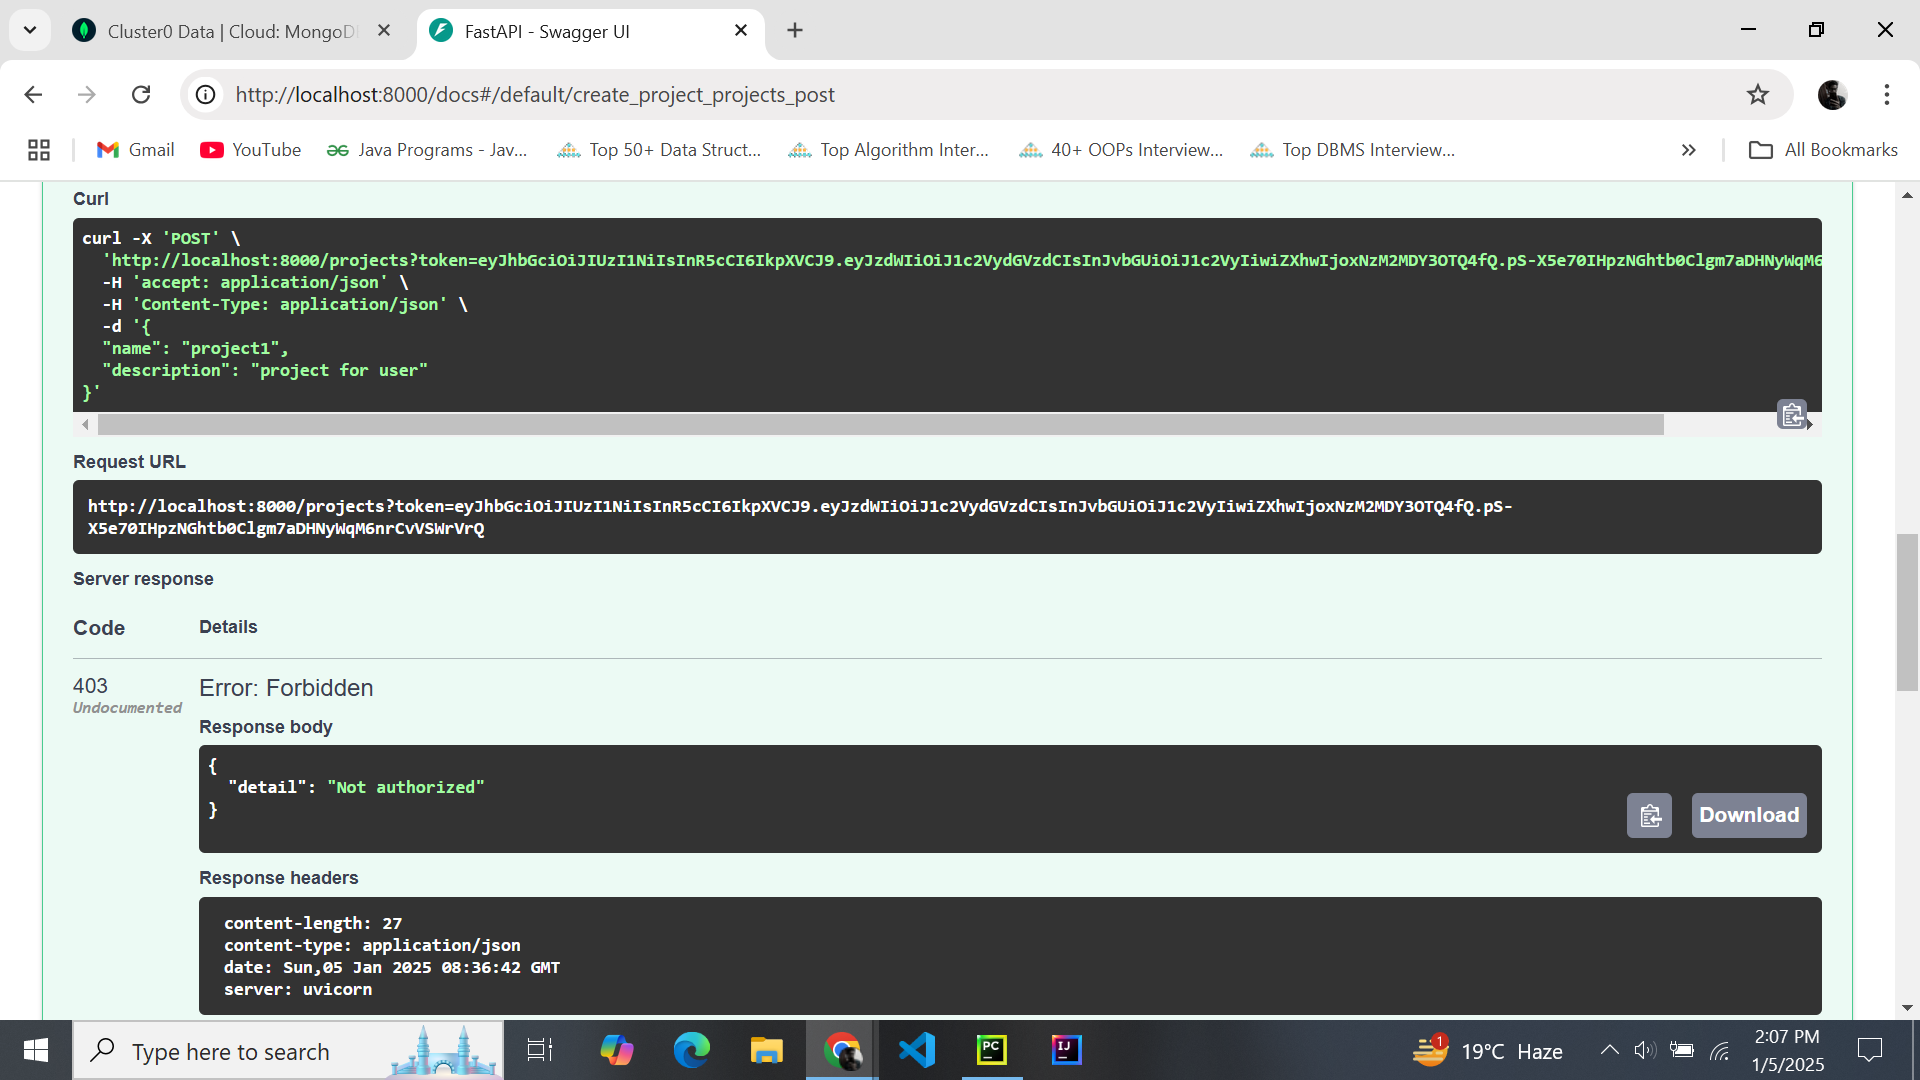 Cluster0 Data | Cloud: MongoD
FastAPI - Swagger UI
http://localhost:8000/docs#/default/create_project_projects_post
Gmail
YouTube
Java Programs - Jav...
Top 50+ Data Struct...
Top Algorithm Inter...
40+ OOPs Interview...
Top DBMS Interview...
All Bookmarks
Curl
curl -X 'POST' \
'http://localhost:8000/projects?token=eyJhbGciOiJIUzI1NiIsInR5cCI6IkpXVCJ9.eyJzdWIiOiJ1c2VydGVzdCIsInJvbGUiOiJ1c2VyIiwiZXhwIjoxNzM2MDY3OTQ4fQ.pS-X5e70IHpzNGhtb0Clgm7aDHNyWqM6
-H 'accept: application/json' \
-H 'Content-Type: application/json' \
-d '{
"name": "project1",
"description": "project for user"
}'
Request URL
http://localhost:8000/projects?token=eyJhbGciOiJIUzI1NiIsInR5cCI6IkpXVCJ9.eyJzdWIiOiJ1c2VydGVzdCIsInJvbGUiOiJ1c2VyIiwiZXhwIjoxNzM2MDY3OTQ4fQ.pS-
X5e70IHpzNGhtb0Clgm7aDHNyWqM6nrCvVSWrVrQ
Server response
Code
Details
403
Undocumented
Error: Forbidden
Response body
{
"detail": "Not authorized"
}
Download
Response headers
content-length: 27
content-type: application/json
date: Sun,05 Jan 2025 08:36:42 GMT
server: uvicorn
Type here to search
PC
IJ
1
19°C Haze
2:07 PM
1/5/2025